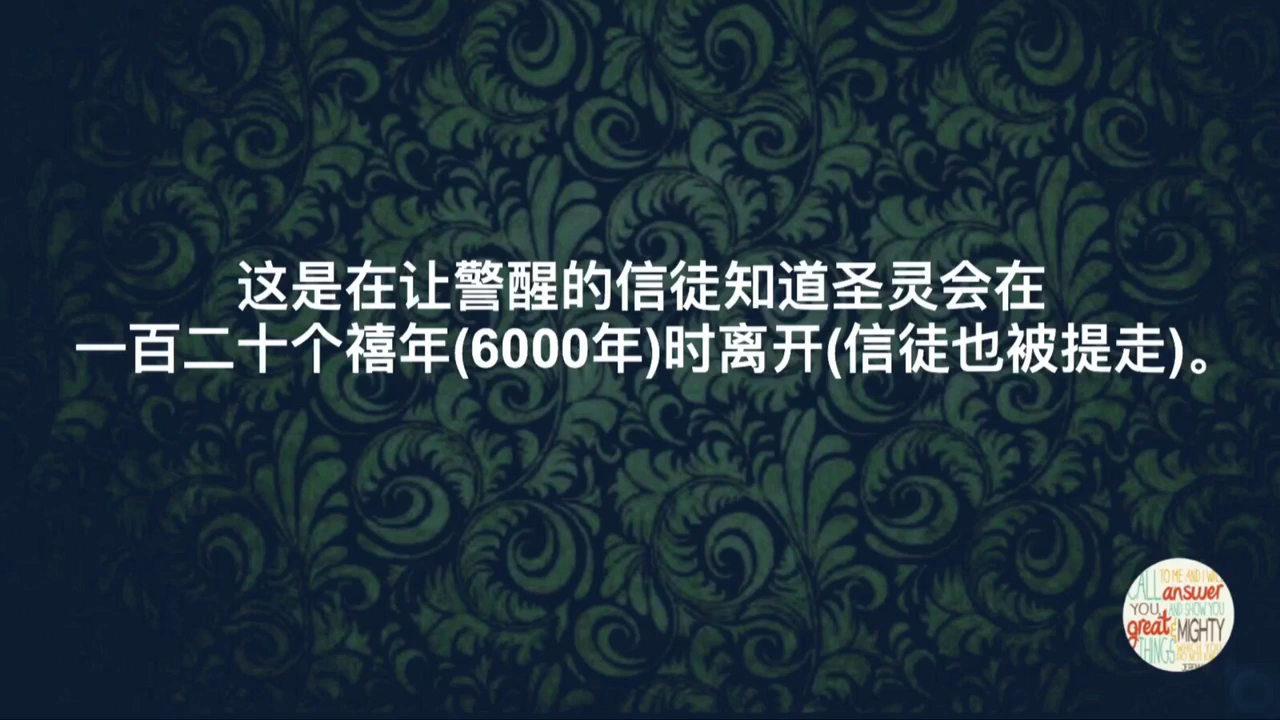 这是在让警醒的信徒知道圣灵会在
一百二十个禧年(6000年)时离开(信徒也被提走)。
CALL TO ME AND I WILL
answer
YOU AND SHOW YOU
great & MIGHTY
THINGS